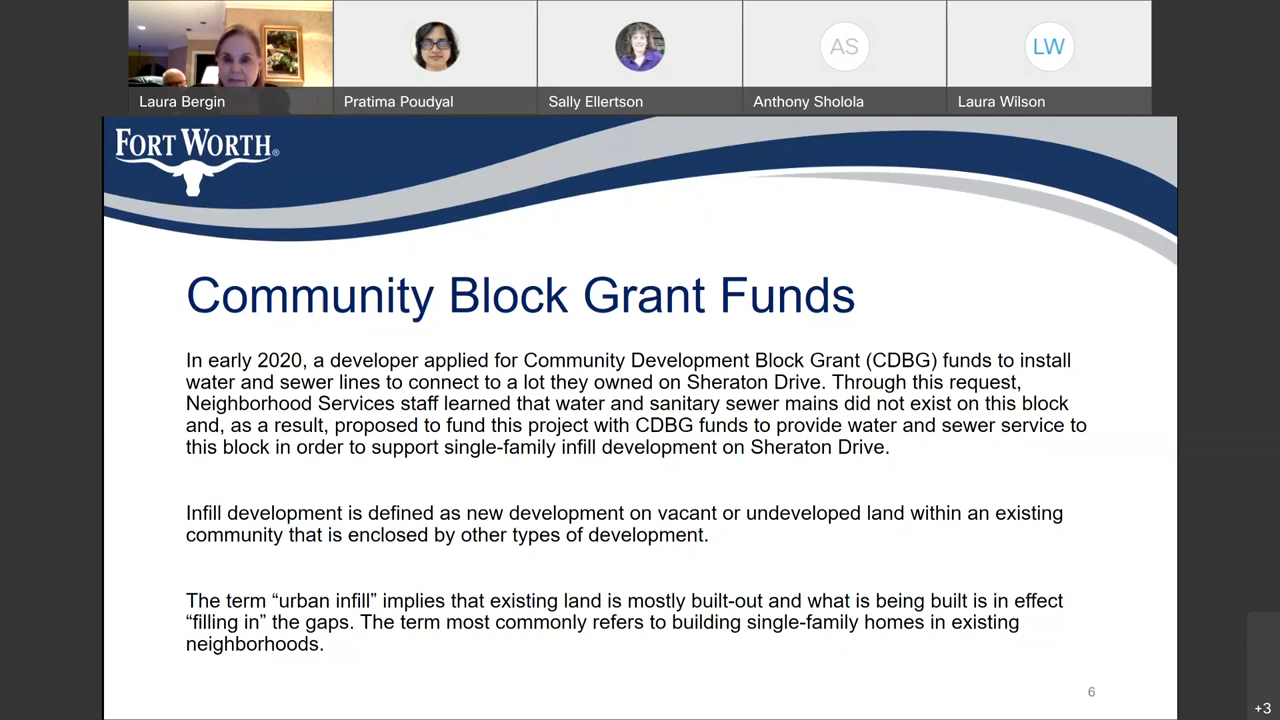 AS
LW
Laura Bergin
Pratima Poudyal
Sally Ellertson
Anthony Sholola
Laura Wilson
FORT WORTH®
Community Block Grant Funds
In early 2020, a developer applied for Community Development Block Grant (CDBG) funds to install
water and sewer lines to connect to a lot they owned on Sheraton Drive. Through this request,
Neighborhood Services staff learned that water and sanitary sewer mains did not exist on this block
and, as a result, proposed to fund this project with CDBG funds to provide water and sewer service to
this block in order to support single-family infill development on Sheraton Drive.
Infill development is defined as new development on vacant or undeveloped land within an existing
community that is enclosed by other types of development.
The term “urban infill” implies that existing land is mostly built-out and what is being built is in effect
“filling in” the gaps. The term most commonly refers to building single-family homes in existing
neighborhoods.
6
+3